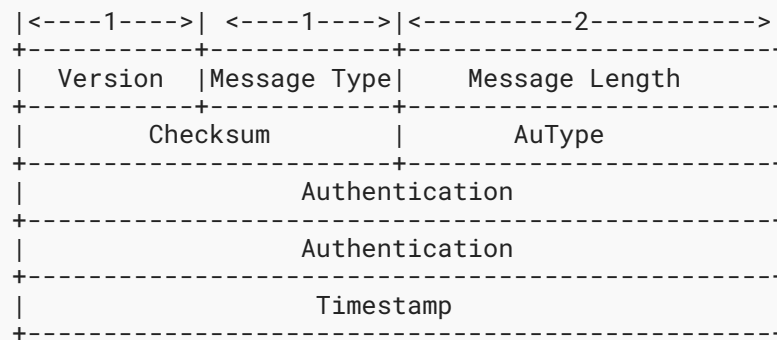 |<----1---->| <----1---->|<----------2----------->
+-----------+------------+-----------------------+
| Version |Message Type| Message Length
+-----------+------------+-----------------------+
| Checksum | AuType
+------------------------+-----------------------+
| Authentication
+------------------------------------------------+
| Authentication
+------------------------------------------------+
| Timestamp
+------------------------------------------------+